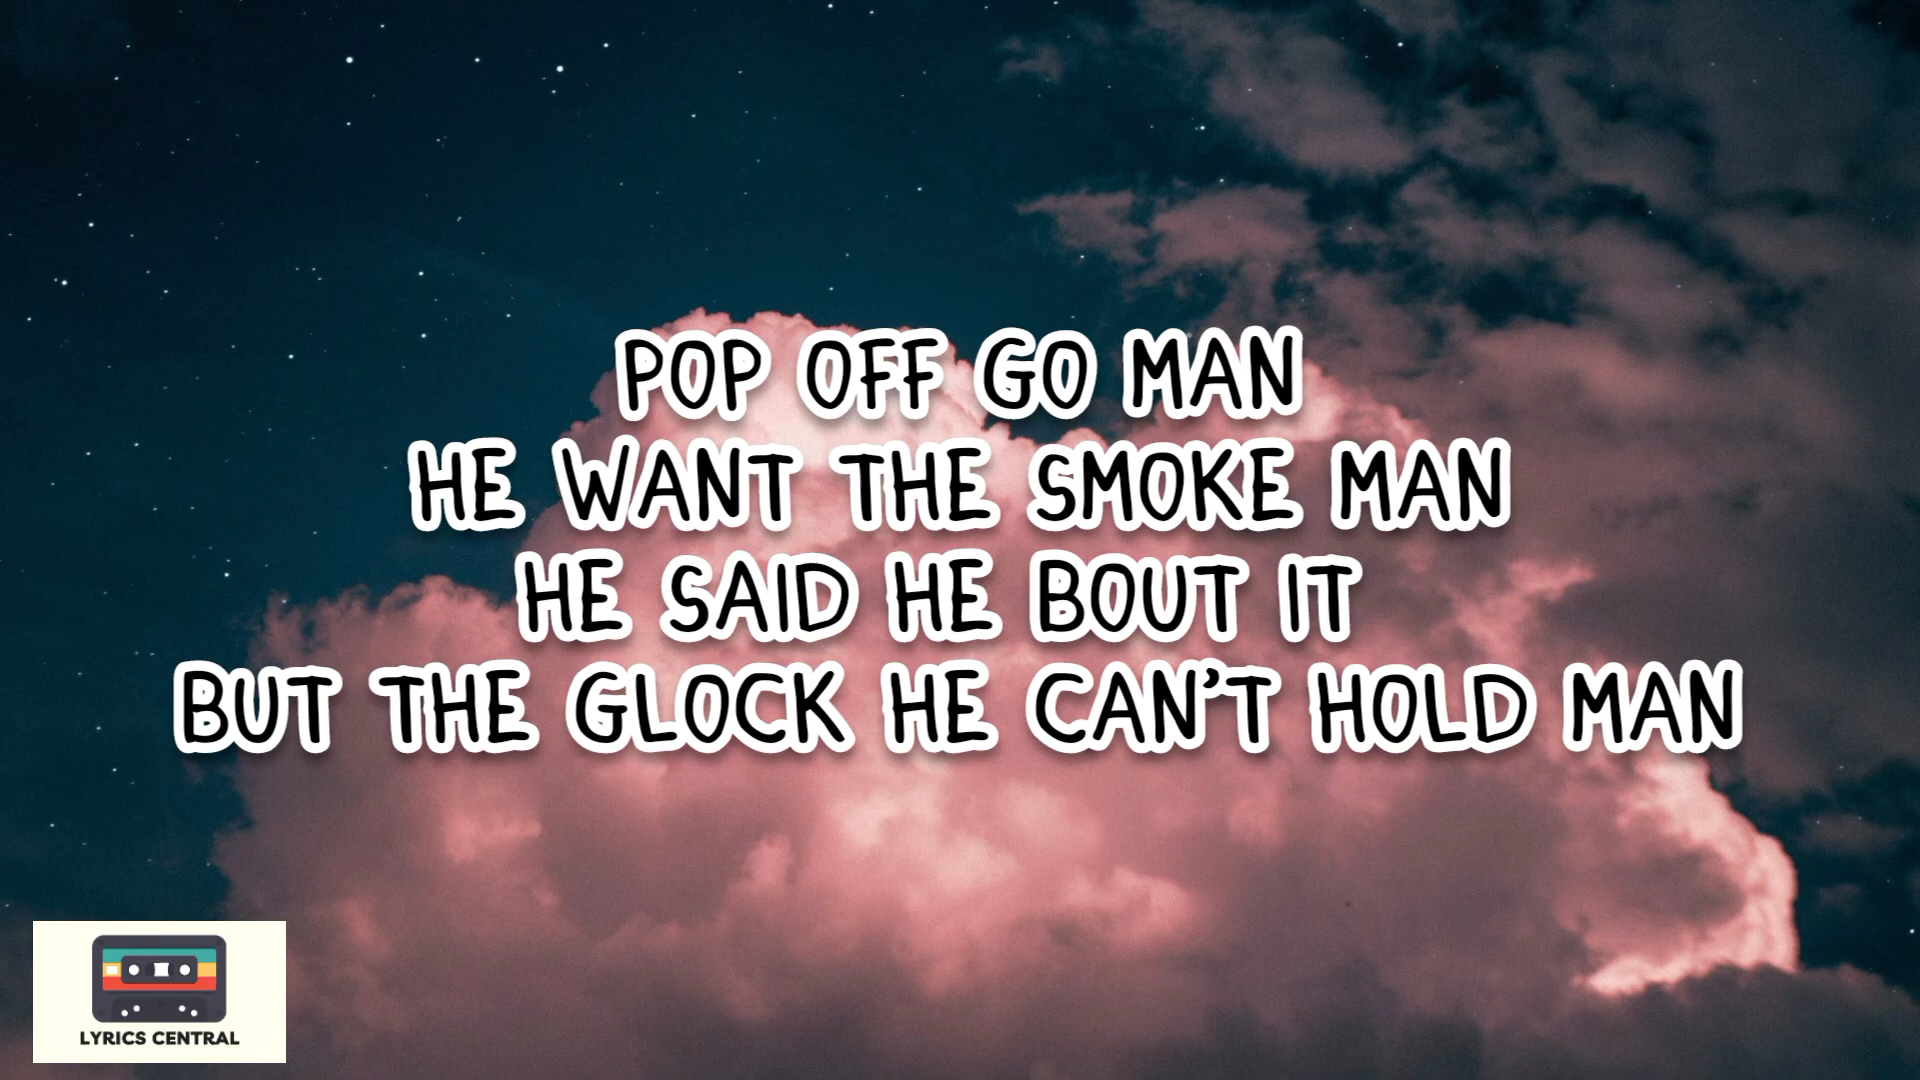 POP OFF GO MAN
HE WANT THE SMOKE MAN
HE SAID HE BOUT IT
BUT THE GLOCK HE CAN'T HOLD MAN
LYRICS CENTRAL